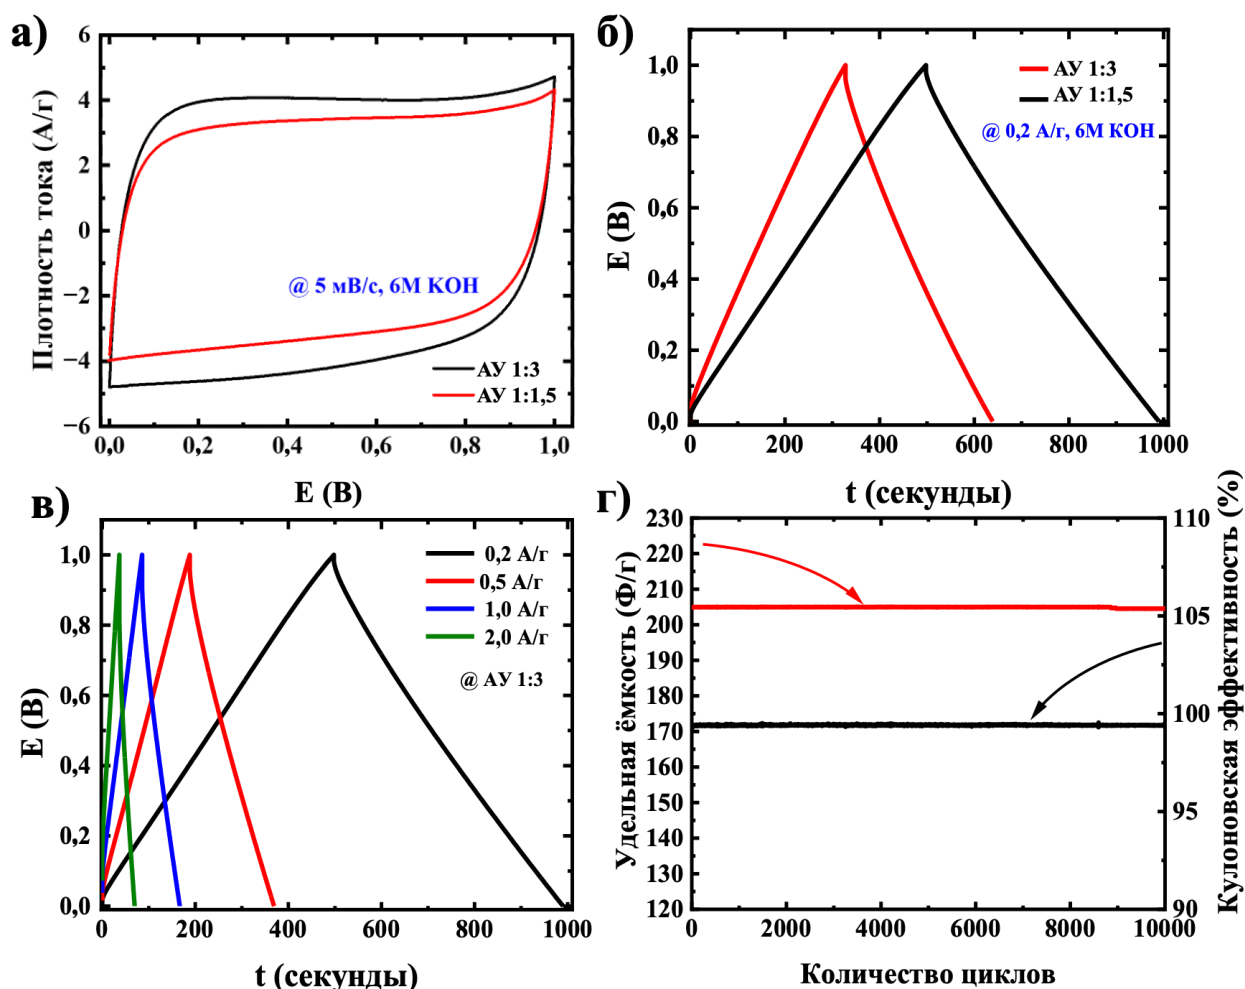 а)
6
4
2
0
−2
−4
−6
Плотность тока (А/г)
@ 5 мВ/с, 6М KOH
АУ 1:3
АУ 1:1,5
0,0 0,2 0,4 0,6 0,8 1,0
E (В)
б)
1,0
0,8
0,6
0,4
0,2
0,0
E (В)
АУ 1:3
АУ 1:1,5
@ 0,2 А/г, 6М КОН
0 200 400 600 800 1000
t (секунды)
в)
1,0
0,8
0,6
0,4
0,2
0,0
E (В)
0,2 А/г
0,5 А/г
1,0 А/г
2,0 А/г
@ АУ 1:3
0 200 400 600 800 1000
t (секунды)
г)
230
220
210
200
190
180
170
160
150
140
130
120
Удельная ёмкость (Ф/г)
110
105
99
95
90
Кулоновская эффективность (%)
0 2000 4000 6000 8000 10000
Количество циклов